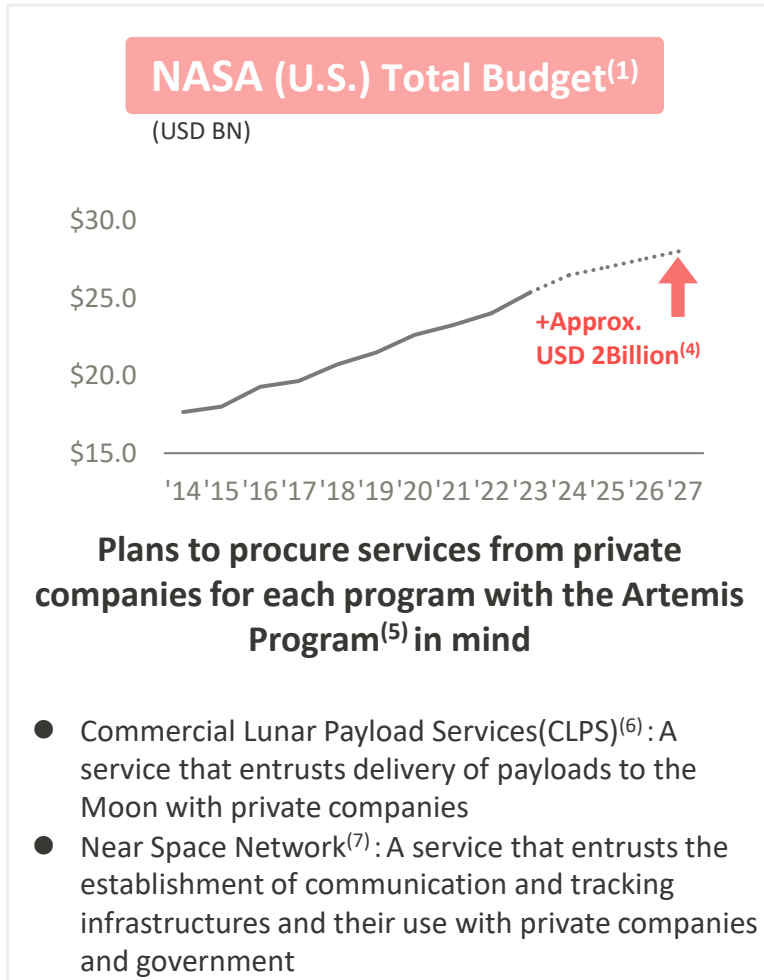 NASA (U.S.) Total Budget(1)
(USD BN)
$30.0
$25.0
$20.0
$15.0
+Approx.
USD 2Billion(4)
'14 '15 '16 '17 '18 '19 '20 '21 '22 '23 '24 '25 '26 '27
Plans to procure services from private
companies for each program with the Artemis
Program(5) in mind
● Commercial Lunar Payload Services(CLPS)(6) : A
service that entrusts delivery of payloads to the
Moon with private companies
● Near Space Network(7) : A service that entrusts the
establishment of communication and tracking
infrastructures and their use with private companies
and government